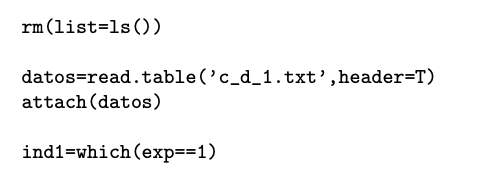 rm(list=ls())
datos=read.table('c_d_1.txt',header=T)
attach(datos)
ind1=which(exp==1)